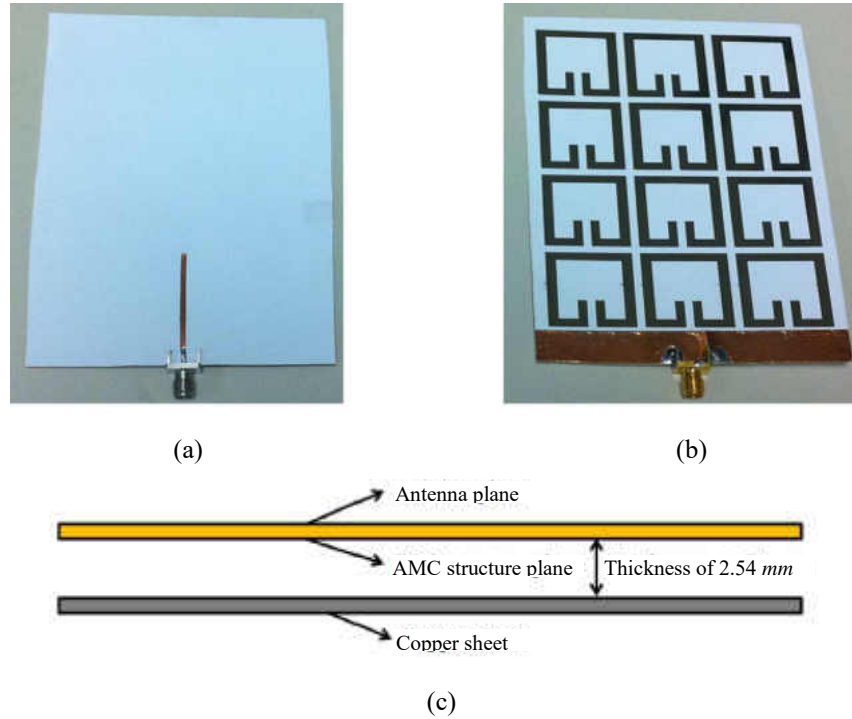 (a)
(b)
Antenna plane
AMC structure plane
Thickness of 2.54 mm
Copper sheet
(c)